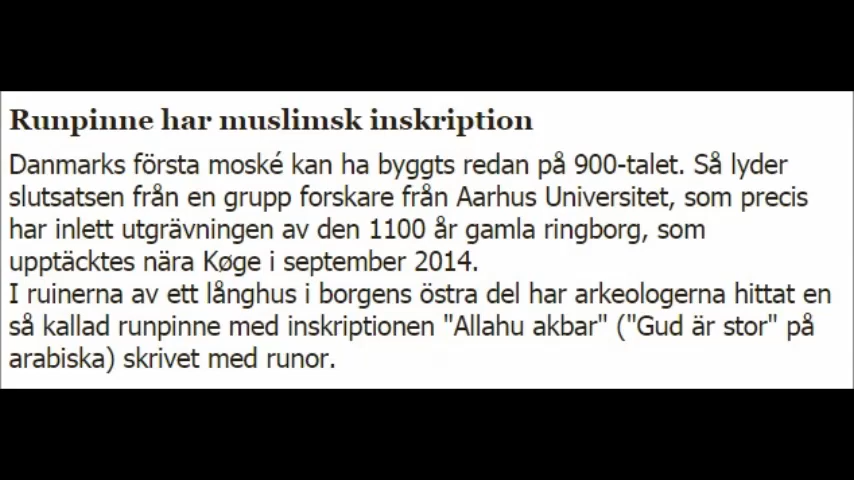 Runpinne har muslimsk inskription
Danmarks första moské kan ha byggts redan på 900-talet. Så lyder
slutsatsen från en grupp forskare från Aarhus Universitet, som precis
har inlett utgrävningen av den 1100 år gamla ringborg, som
upptäcktes nära Køge i september 2014.
I ruinerna av ett långhus i borgens östra del har arkeologerna hittat en
så kallad runpinne med inskriptionen "Allahu akbar" ("Gud är stor" på
arabiska) skrivet med runor.